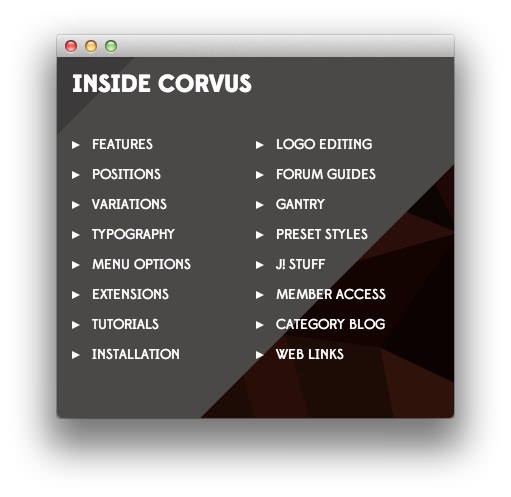 INSIDE CORVUS
FEATURES
POSITIONS
VARIATIONS
TYPOGRAPHY
MENU OPTIONS
EXTENSIONS
TUTORIALS
INSTALLATION
LOGO EDITING
FORUM GUIDES
GANTRY
PRESET STYLES
J! STUFF
MEMBER ACCESS
CATEGORY BLOG
WEB LINKS